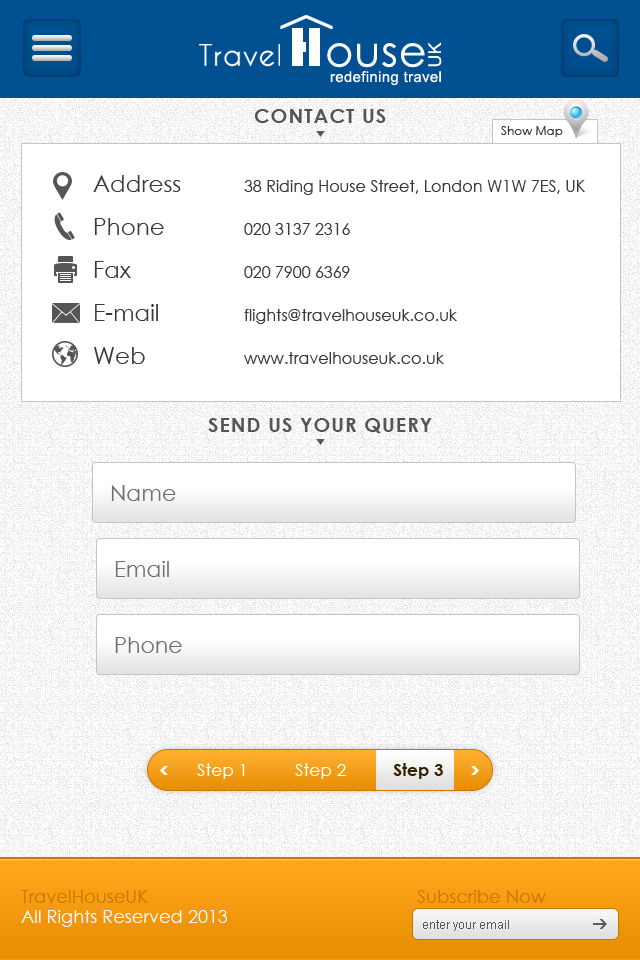 Travel House UK
redefining travel
CONTACT US
Show Map
Address 38 Riding House Street, London W1W 7ES, UK
Phone 020 3137 2316
Fax 020 7900 6369
E-mail flights@travelhouseuk.co.uk
Web www.travelhouseuk.co.uk
SEND US YOUR QUERY
Name
Email
Phone
‹ Step 1 Step 2 Step 3 ›
TravelHouseUK
All Rights Reserved 2013
Subscribe Now
enter your email